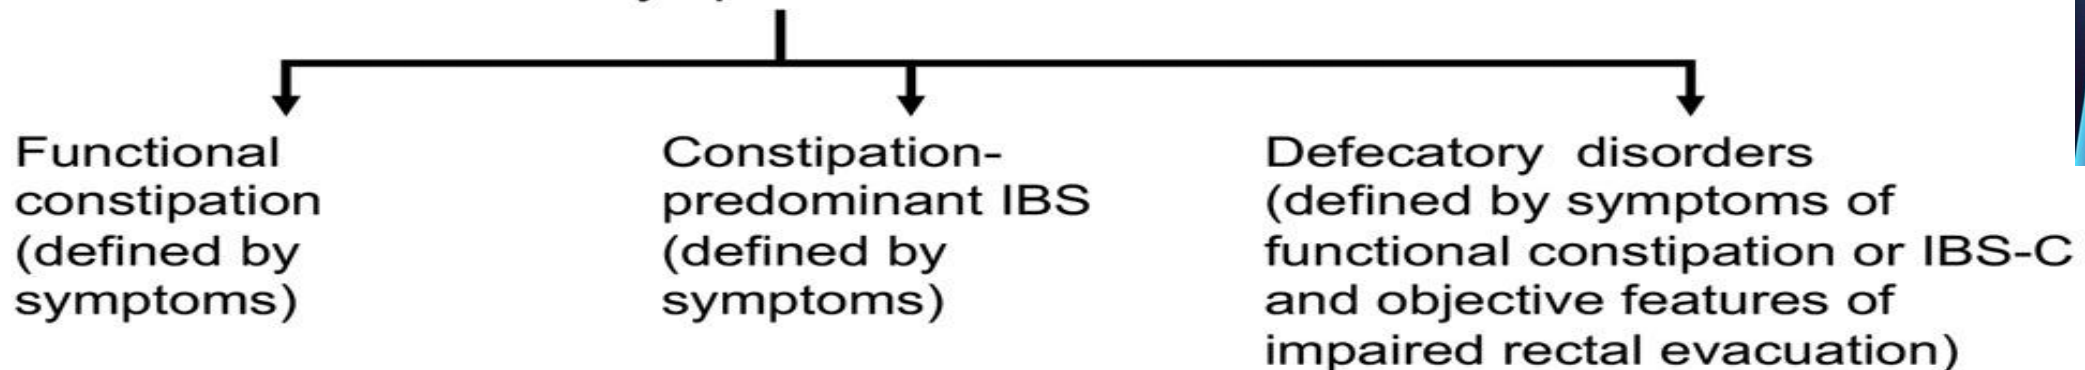 Functional
constipation
(defined by
symptoms)
Constipation-
predominant IBS
(defined by
symptoms)
Defecatory disorders
(defined by symptoms of
functional constipation or IBS-C
and objective features of
impaired rectal evacuation)